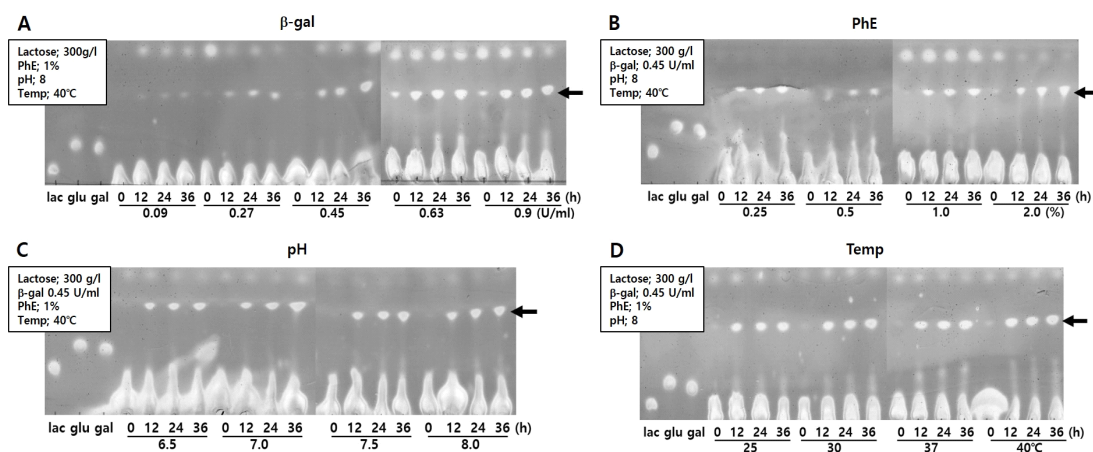 A
β-gal
Lactose; 300g/l
PhE; 1%
pH; 8
Temp; 40℃
lac glu gal
0 12 24 36 0 12 24 36 0 12 24 36 0 12 24 36 0 12 24 36 (h)
0.09 0.27 0.45 0.63 0.9 (U/ml)
B
PhE
Lactose; 300 g/l
β-gal; 0.45 U/ml
pH; 8
Temp; 40℃
lac glu gal
0 12 24 36 0 12 24 36 0 12 24 36 0 12 24 36 (h)
0.25 0.5 1.0 2.0 (%)
C
pH
Lactose; 300 g/l
β-gal 0.45 U/ml
PhE; 1%
Temp; 40℃
lac glu gal
0 12 24 36 0 12 24 36 0 12 24 36 0 12 24 36 (h)
6.5 7.0 7.5 8.0
D
Temp
Lactose; 300 g/l
β-gal; 0.45 U/ml
PhE; 1%
pH; 8
lac glu gal
0 12 24 36 0 12 24 36 0 12 24 36 0 12 24 36 (h)
25 30 37 40℃